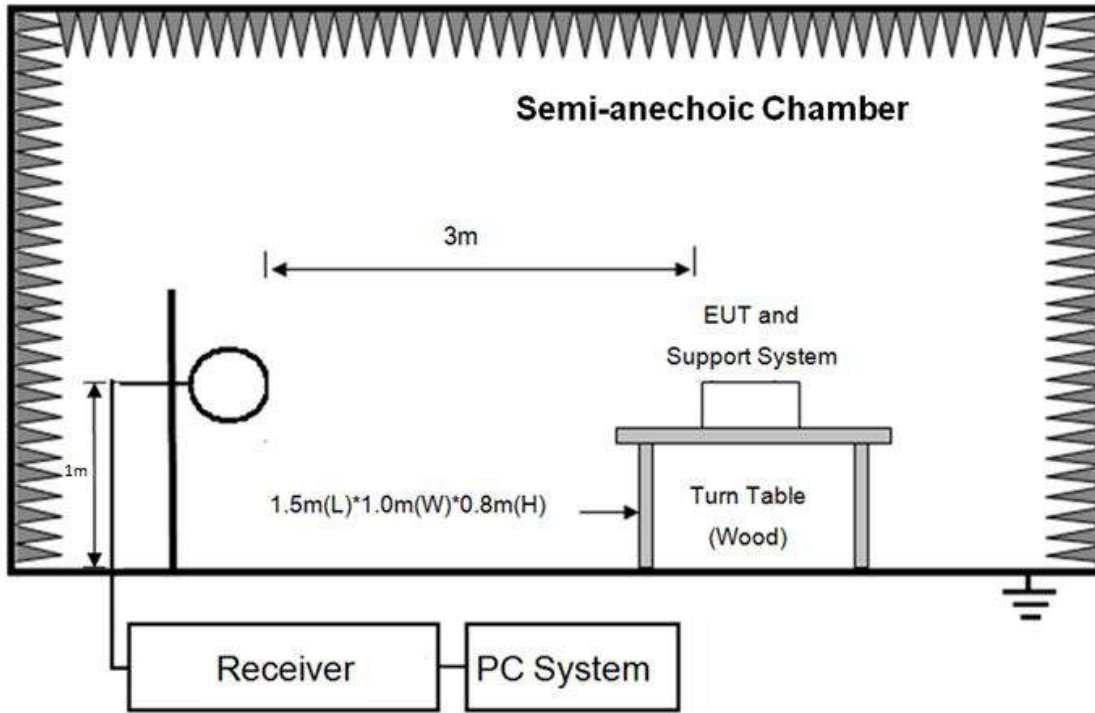 Semi-anechoic Chamber
3m
EUT and
Support System
1m
1.5m(L)*1.0m(W)*0.8m(H)
Turn Table
(Wood)
Receiver
PC System